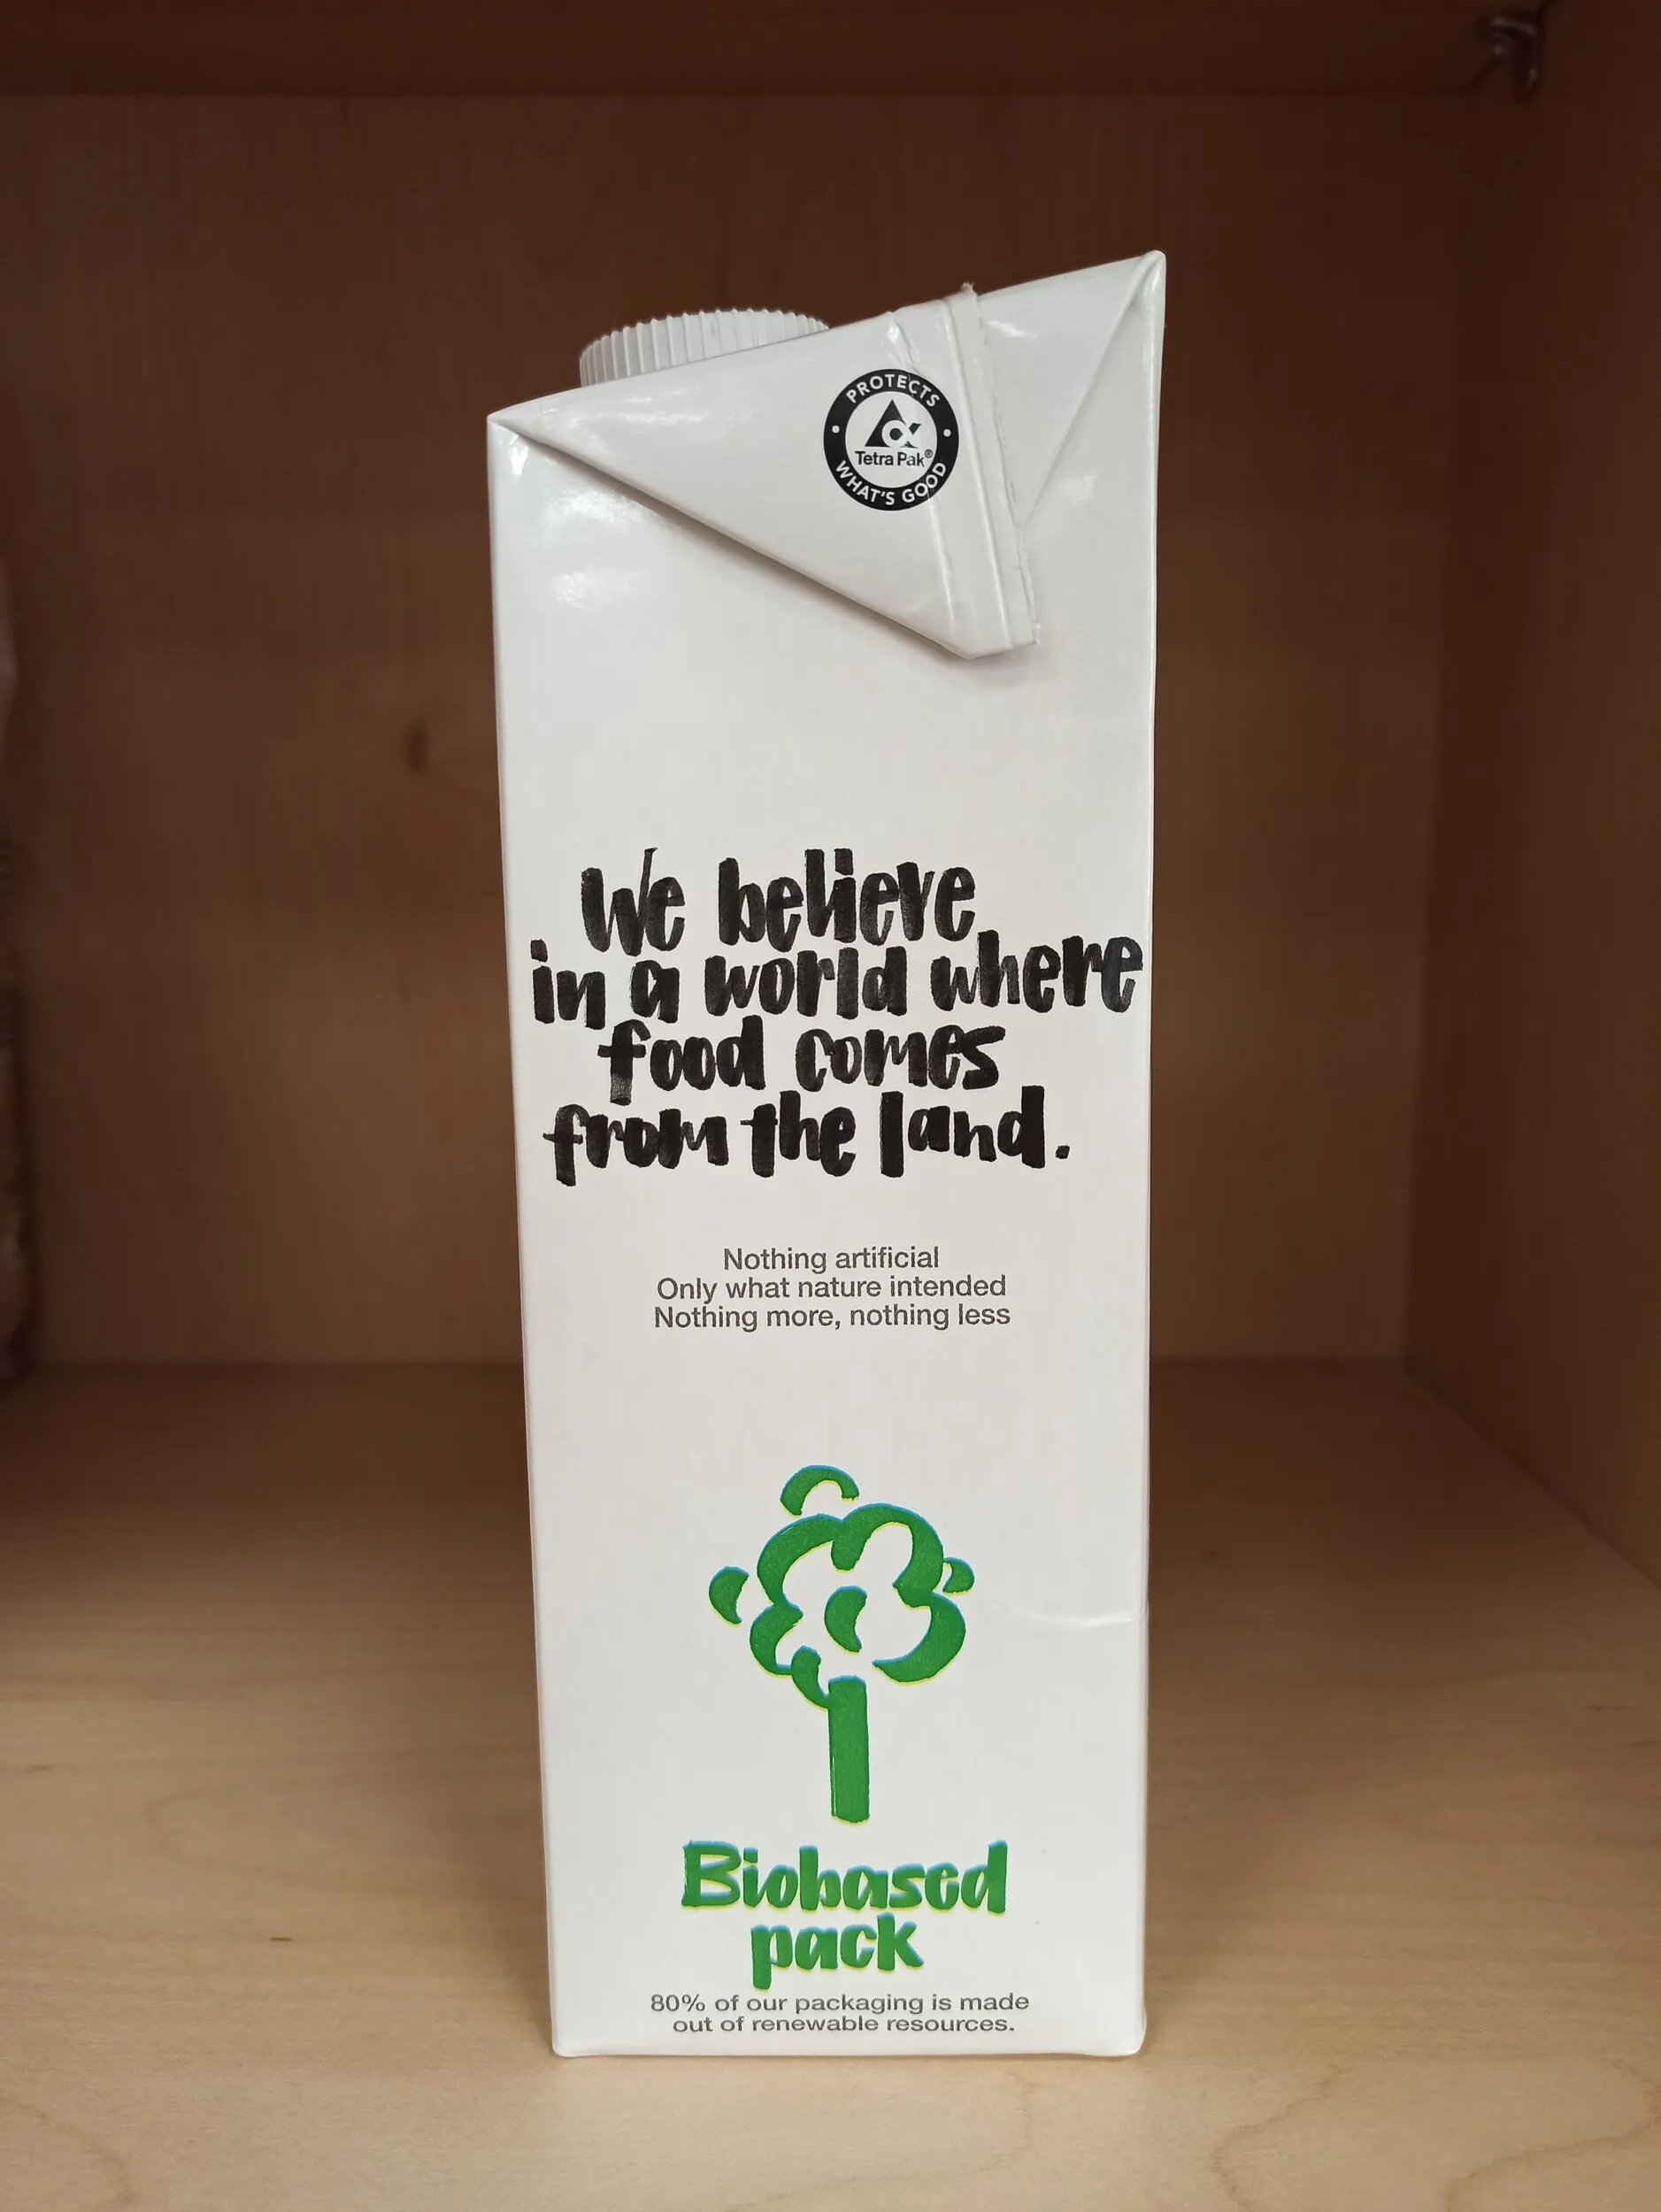 PROTECTS
Tetra Pak®
WHAT'S GOOD
We believe
in a world where
food comes
from the land.
Nothing artificial
Only what nature intended
Nothing more, nothing less
Biobased
pack
80% of our packaging is made
out of renewable resources.